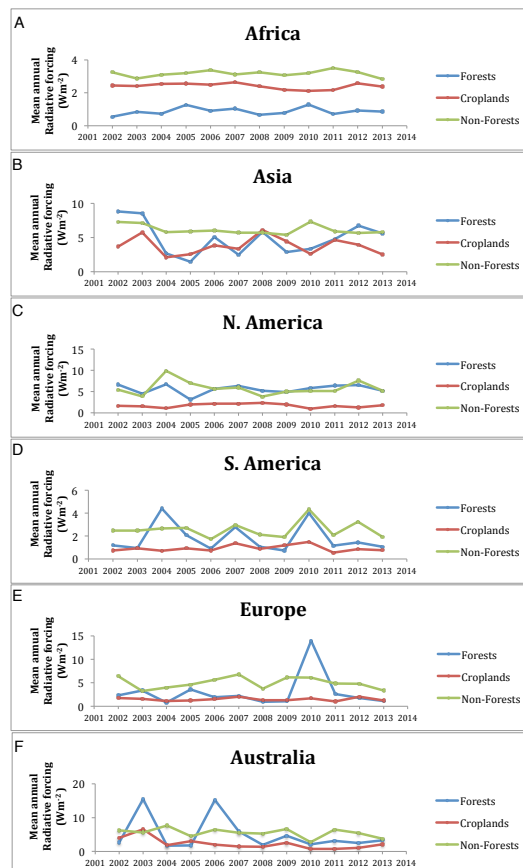 A
Africa
Mean annual
Radiative forcing
(Wm-2)
4
2
0
2001 2002 2003 2004 2005 2006 2007 2008 2009 2010 2011 2012 2013 2014
Forests
Croplands
Non-Forests
B
Asia
Mean annual
Radiative forcing
(Wm-2)
10
5
0
2001 2002 2003 2004 2005 2006 2007 2008 2009 2010 2011 2012 2013 2014
Forests
Croplands
Non-Forests
C
N. America
Mean annual
Radiative forcing
(Wm-2)
15
10
5
0
2001 2002 2003 2004 2005 2006 2007 2008 2009 2010 2011 2012 2013 2014
Forests
Croplands
Non-Forests
D
S. America
Mean annual
Radiative forcing
(Wm-2)
6
4
2
0
2001 2002 2003 2004 2005 2006 2007 2008 2009 2010 2011 2012 2013 2014
Forests
Croplands
Non-Forests
E
Europe
Mean annual
Radiative forcing
(Wm-2)
15
10
5
0
2001 2002 2003 2004 2005 2006 2007 2008 2009 2010 2011 2012 2013 2014
Forests
Croplands
Non-Forests
F
Australia
Mean annual
Radiative forcing
(Wm-2)
20
10
0
2001 2002 2003 2004 2005 2006 2007 2008 2009 2010 2011 2012 2013 2014
Forests
Croplands
Non-Forests